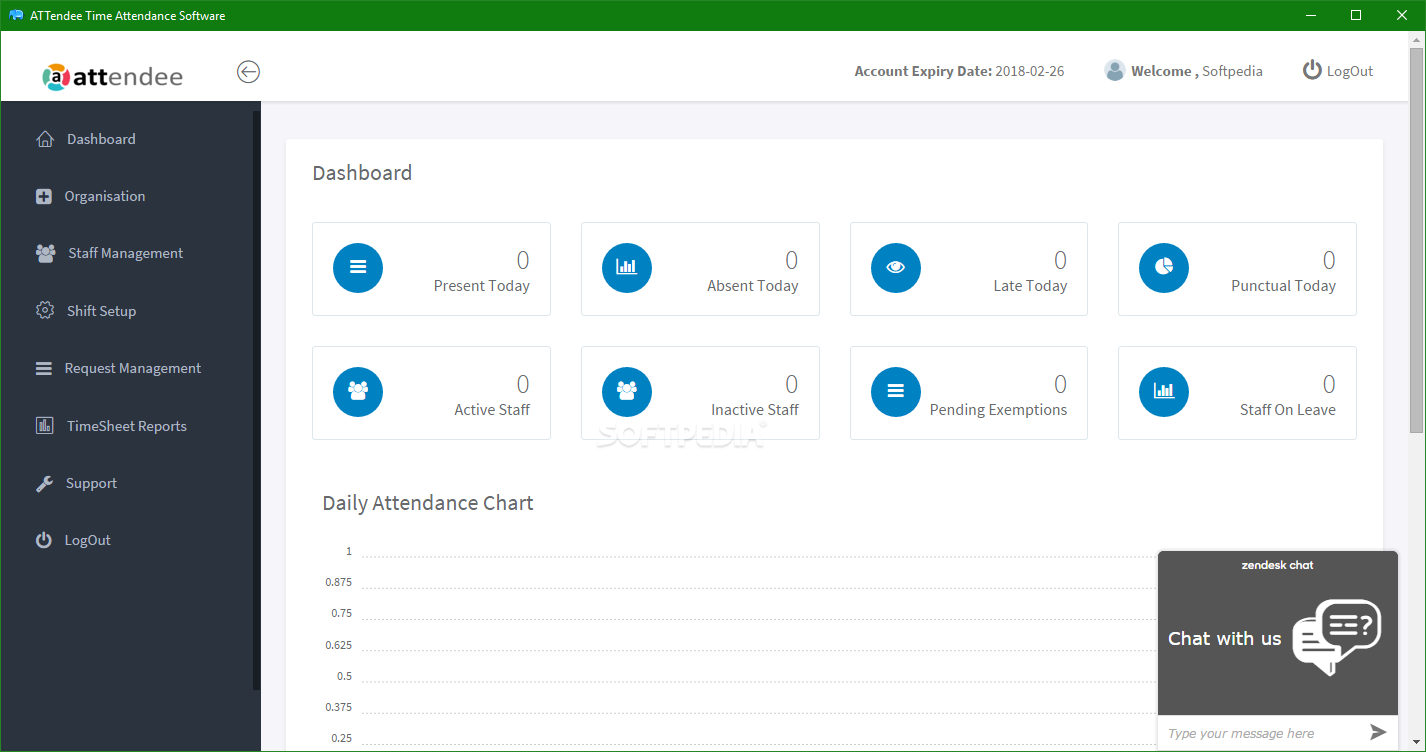 ATTendee Time Attendance Software
attendee
Account Expiry Date: 2018-02-26
Welcome , Softpedia
LogOut
Dashboard
Organisation
Staff Management
Shift Setup
Request Management
TimeSheet Reports
Support
LogOut
Dashboard
0
Present Today
0
Absent Today
0
Late Today
0
Punctual Today
0
Active Staff
0
Inactive Staff
0
Pending Exemptions
0
Staff On Leave
SOFTPEDIA
Daily Attendance Chart
1
0.875
0.75
0.625
0.5
0.375
0.25
zendesk chat
Chat with us
Type your message here